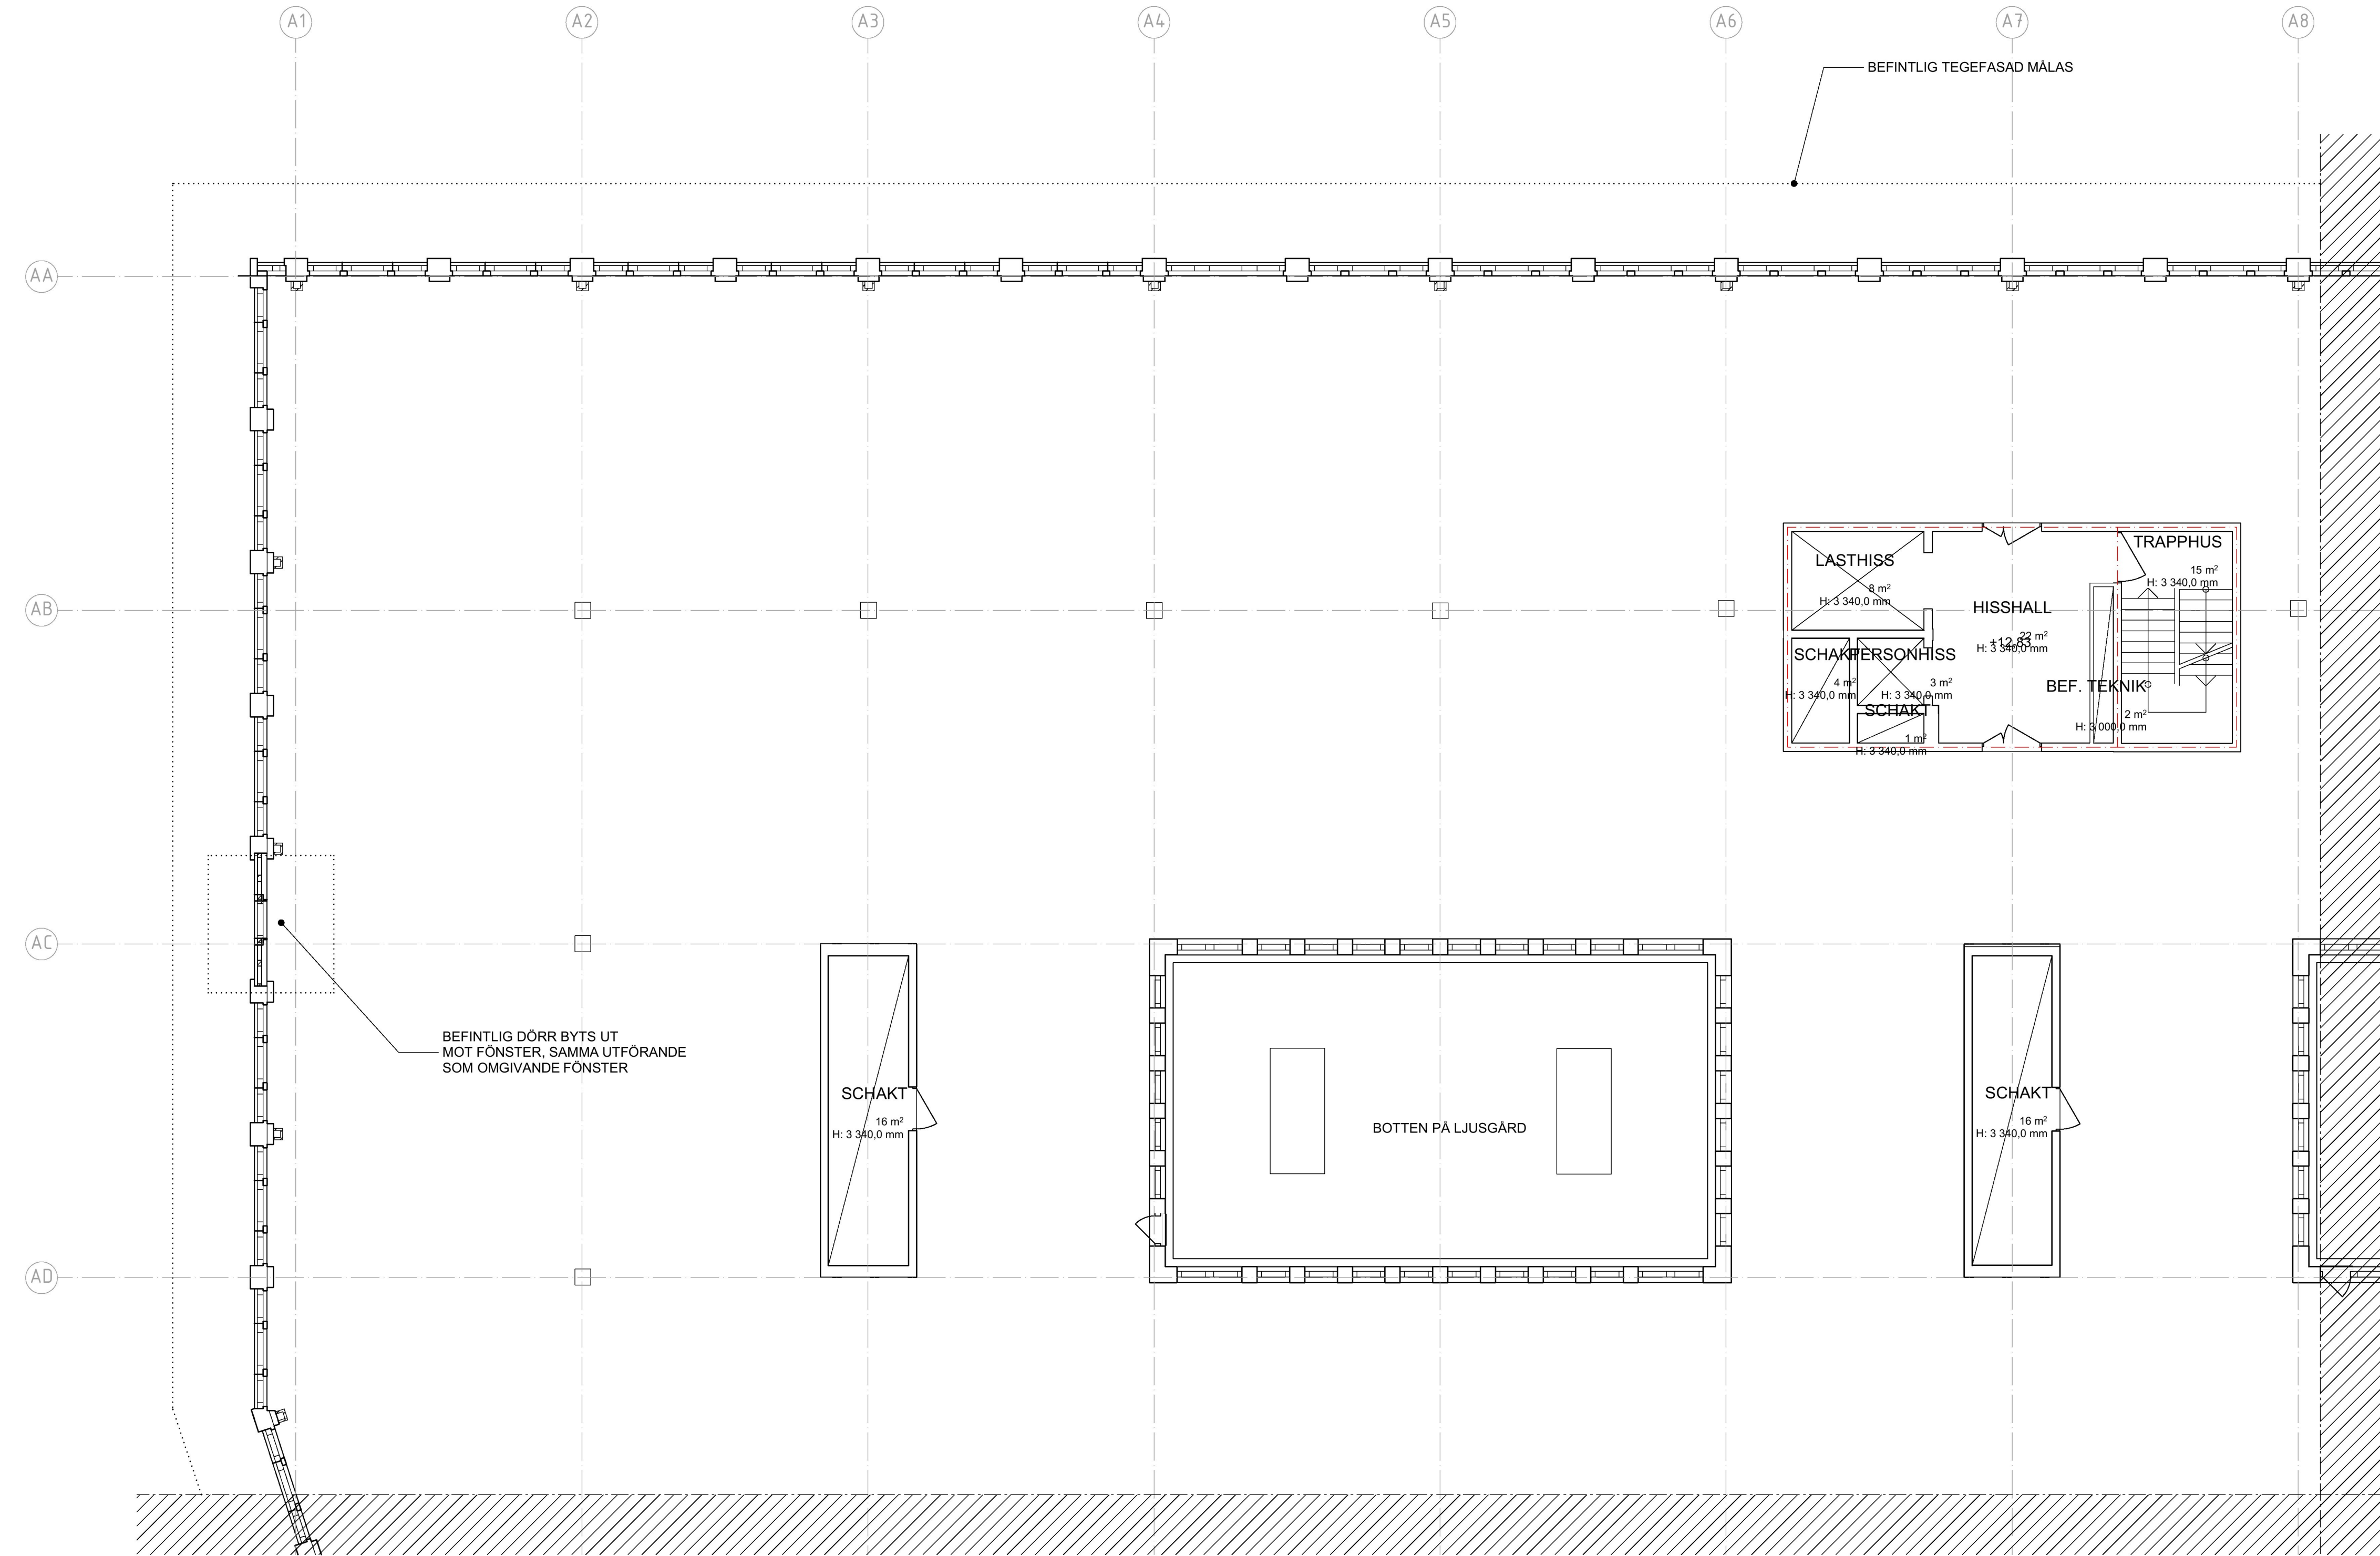 A1 A2 A3 A4 A5 A6 A7 A8
BEFINTLIG TEGEFASAD MÅLAS
AA
TRAPPHUS
15 m²
H: 3 340,0 mm
LASTHISS
8 m²
H: 3 340,0 mm
AB
HISSHALL
22 m²
+12,83
H: 3 340,0 mm
SCHAKT
4 m²
H: 3 340,0 mm
PERSONHISS
3 m²
H: 3 340,0 mm
BEF. TEKNIK
2 m²
H: 3 000,0 mm
SCHAKT
1 m²
H: 3 340,0 mm
AC
BEFINTLIG DÖRR BYTS UT
MOT FÖNSTER, SAMMA UTFÖRANDE
SOM OMGIVANDE FÖNSTER
SCHAKT
16 m²
H: 3 340,0 mm
BOTTEN PÅ LJUSGÅRD
SCHAKT
16 m²
H: 3 340,0 mm
AD